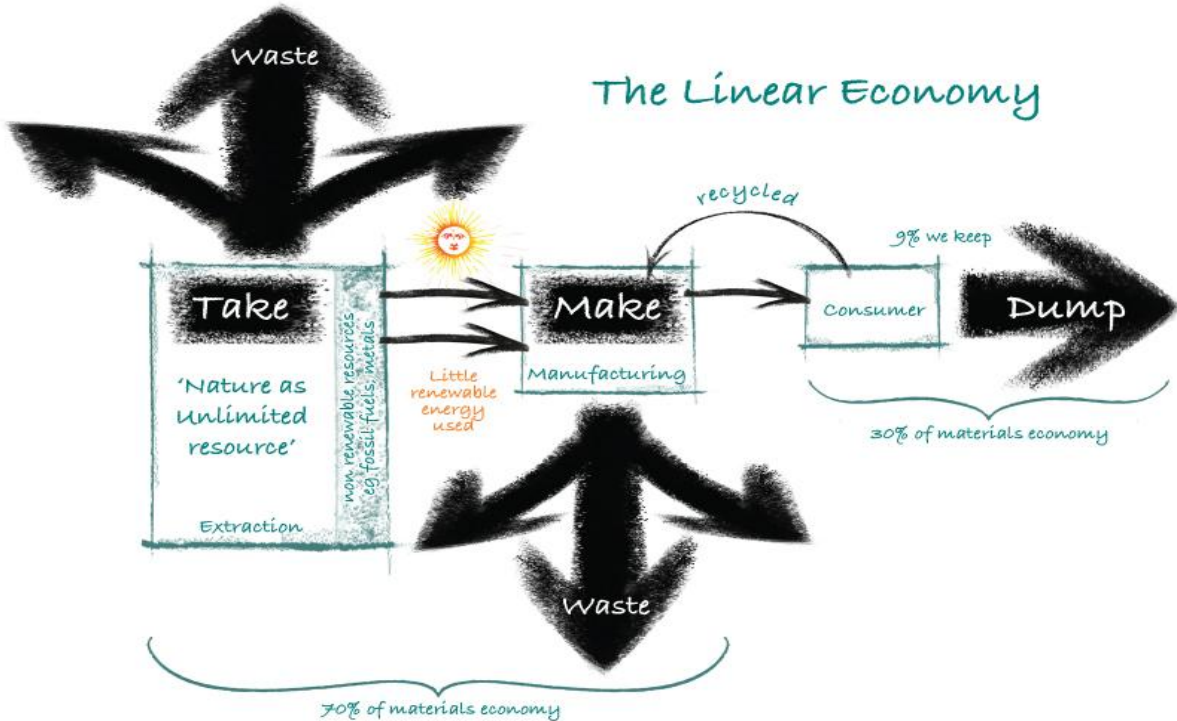 Waste
The Linear Economy
recycled
9% we keep
Take
Make
Consumer
Dump
'Nature as
Unlimited
resource'
non renewable resources
eg fossil fuels, metals
Little
renewable
energy
used
Manufacturing
30% of materials economy
Extraction
Waste
70% of materials economy